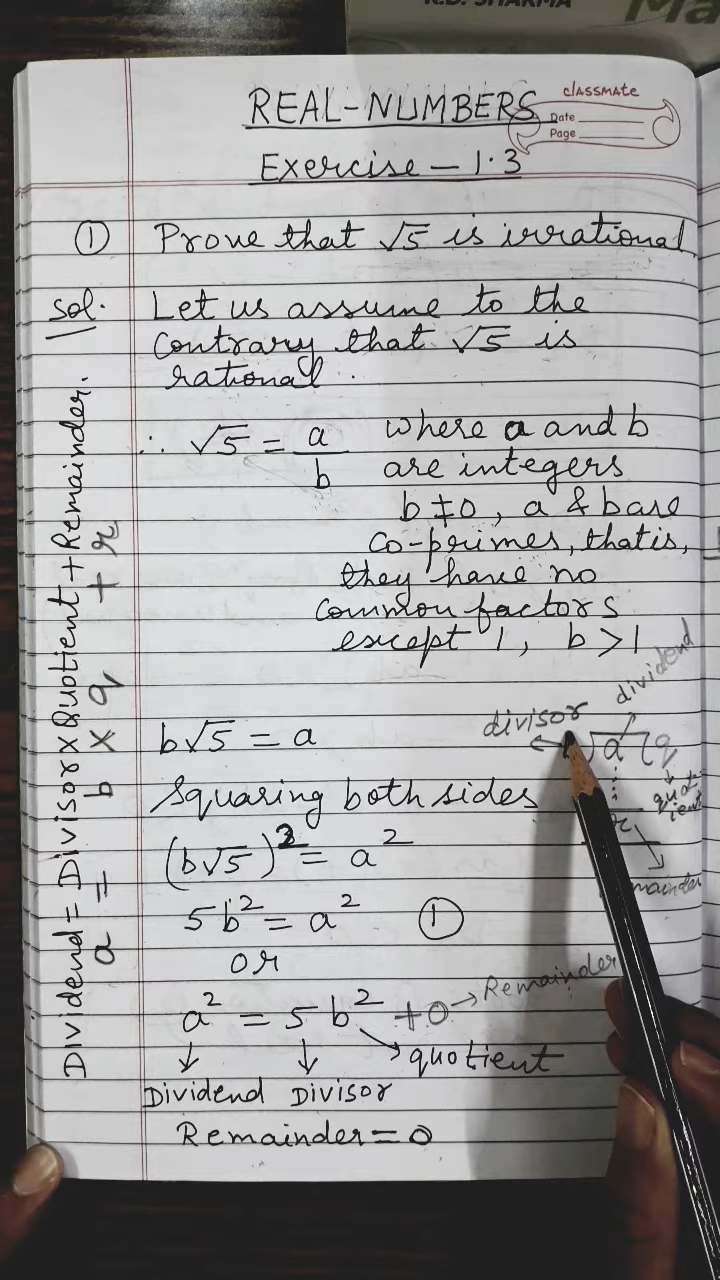 R.D. SHARMA
Ma
classmate
Date
Page
REAL-NUMBERS
Exercise - 1.3
① Prove that √5 is irrational
Sol. Let us assume to the
contrary that √5 is
rational.
∴ √5 = a/b where a and b
are integers
b ≠ 0, a & b are
co-primes, that is,
they have no
common factors
except 1, b > 1
b√5 = a
Squaring both sides
(b√5)² = a²
5b² = a² ①
or
a² = 5 b² + 0 → Remainder
↓ ↓ → quotient
Dividend Divisor
Remainder = 0
Dividend = Divisor x Quotient + Remainder.
a = b x q + r
dividend
divisor
a q
quotient
r